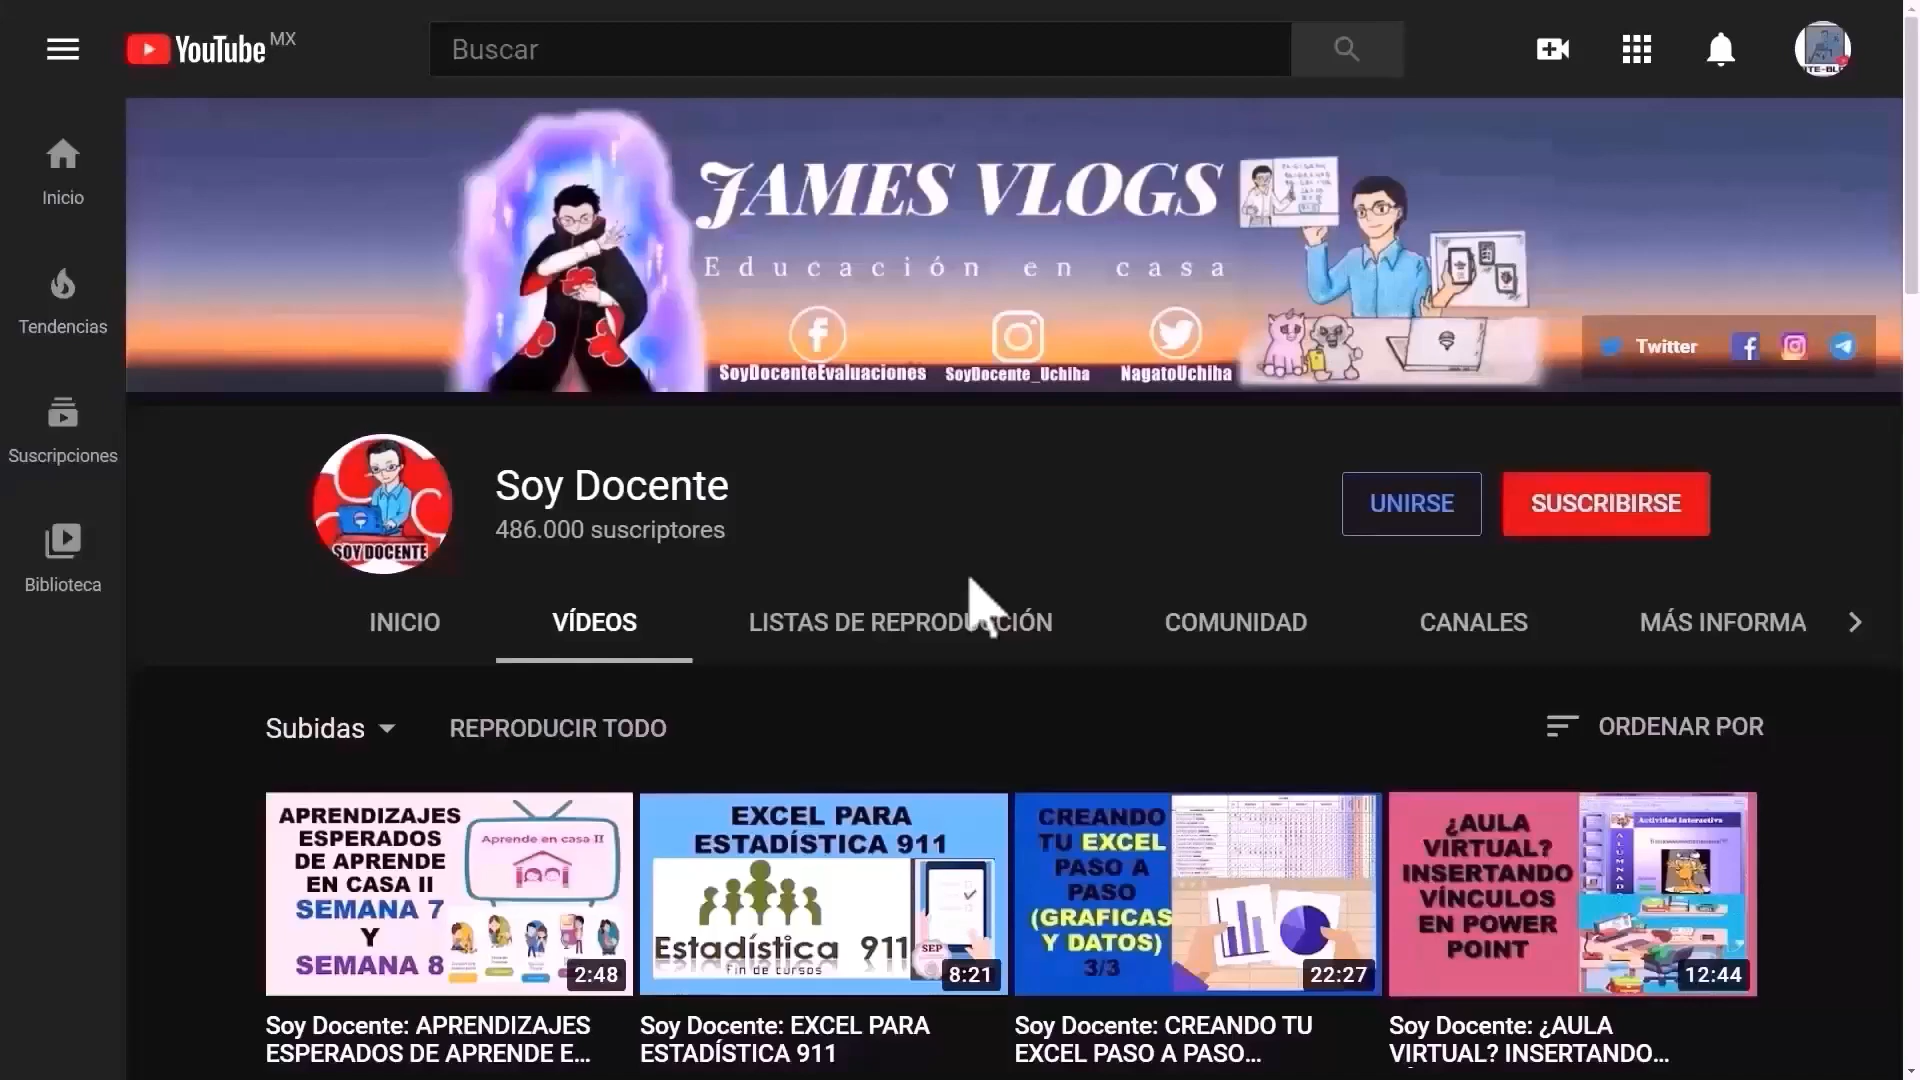 YouTube MX
Buscar
Inicio
Tendencias
Suscripciones
Biblioteca
JAMES VLOGS
Educación en casa
SoyDocenteEvaluaciones SoyDocente_Uchiha NagatoUchiha
Twitter
SOY DOCENTE
Soy Docente
486.000 suscriptores
UNIRSE
SUSCRIBIRSE
INICIO VÍDEOS LISTAS DE REPRODUCCIÓN COMUNIDAD CANALES MÁS INFORMA
Subidas REPRODUCIR TODO ORDENAR POR
APRENDIZAJES
ESPERADOS
DE APRENDE
EN CASA II
SEMANA 7
Y
SEMANA 8
Aprende en casa II
2:48
EXCEL PARA
ESTADÍSTICA 911
Estadística 911
Fin de cursos
SEP
8:21
CREANDO
TU EXCEL
PASO A
PASO
(GRAFICAS
Y DATOS)
3/3
22:27
¿AULA
VIRTUAL?
INSERTANDO
VÍNCULOS
EN POWER
POINT
Actividad Interactiva
12:44
Soy Docente: APRENDIZAJES
ESPERADOS DE APRENDE E...
Soy Docente: EXCEL PARA
ESTADÍSTICA 911
Soy Docente: CREANDO TU
EXCEL PASO A PASO...
Soy Docente: ¿AULA
VIRTUAL? INSERTANDO...